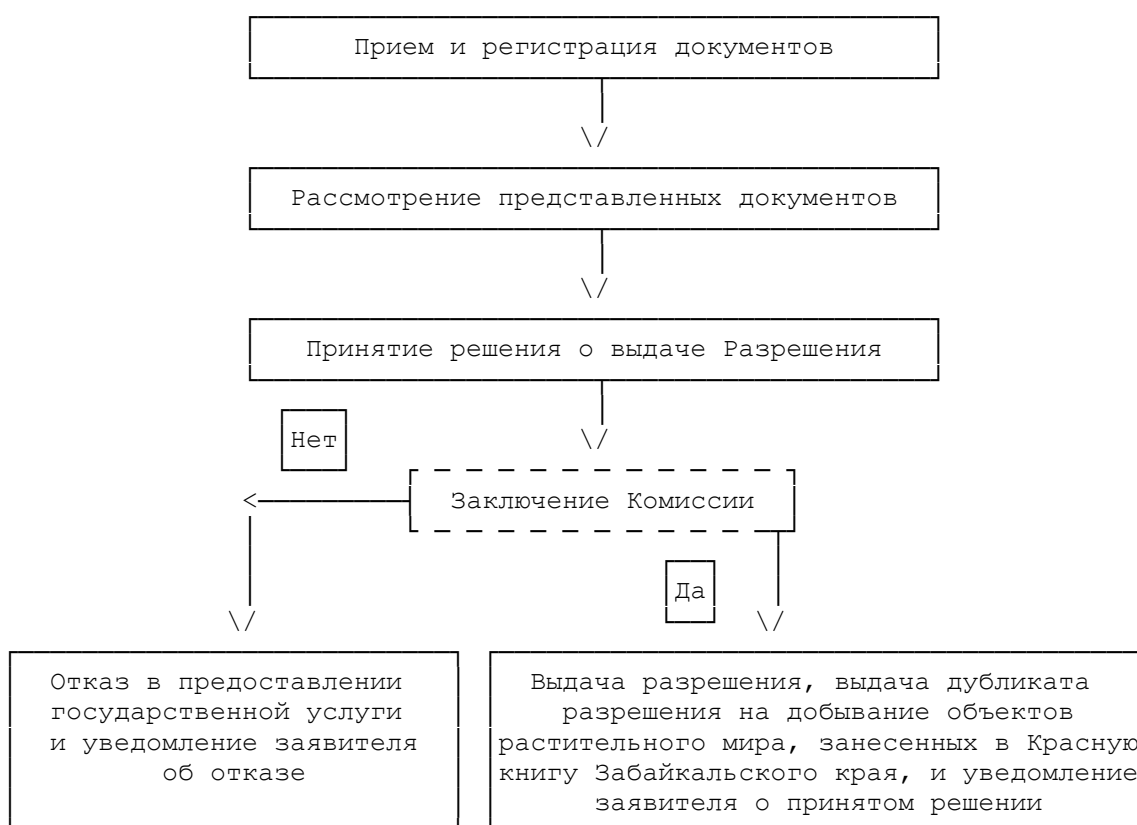 Прием и регистрация документов
Рассмотрение представленных документов
Принятие решения о выдаче Разрешения
Нет
Заключение Комиссии
Да
Отказ в предоставлении
государственной услуги
и уведомление заявителя
об отказе
Выдача разрешения, выдача дубликата
разрешения на добывание объектов
растительного мира, занесенных в Красную
книгу Забайкальского края, и уведомление
заявителя о принятом решении